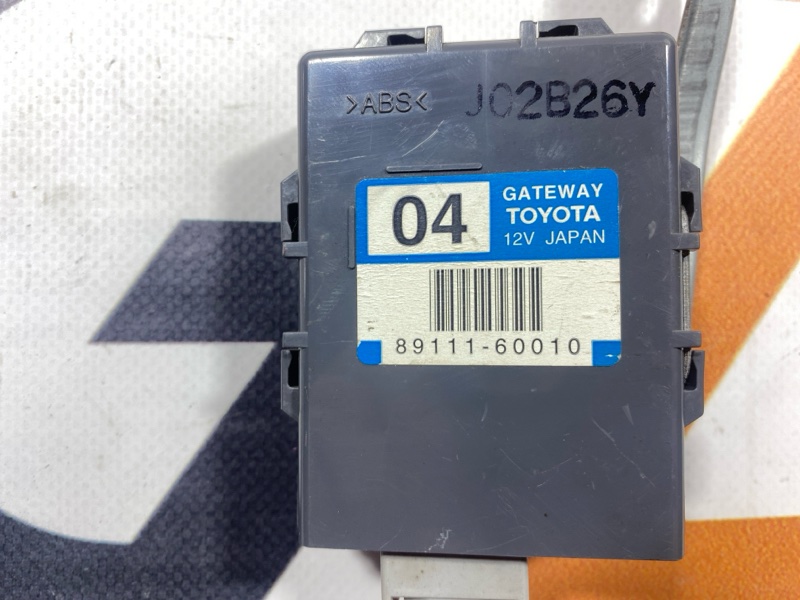 >ABS< J02B26Y
04
GATEWAY
TOYOTA
12V JAPAN
89111-60010